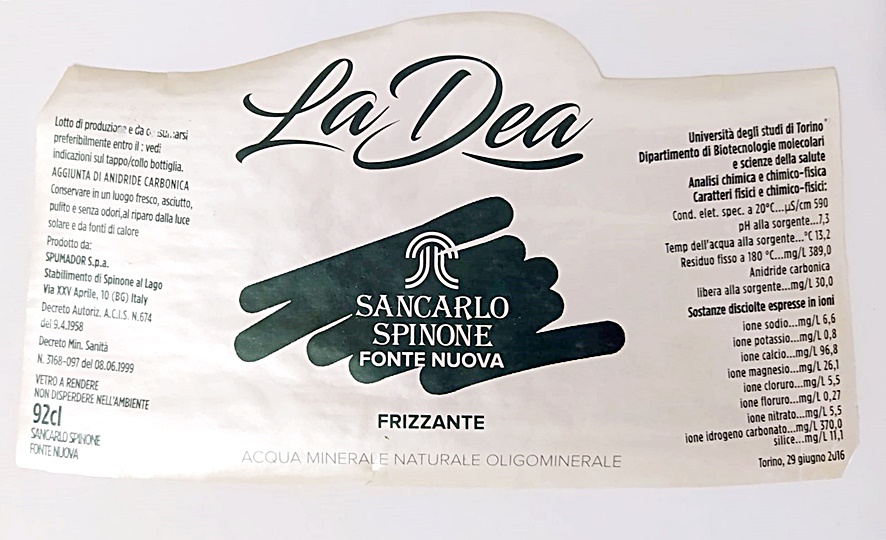 La Dea
Lotto di produzione e da consumarsi
preferibilmente entro il : vedi
indicazioni sul tappo/collo bottiglia.
AGGIUNTA DI ANIDRIDE CARBONICA
Conservare in un luogo fresco, asciutto,
pulito e senza odori,al riparo dalla luce
solare e da fonti di calore
Prodotto da:
SPUMADOR S.p.a.
Stabilimento di Spinone al Lago
Via XXV Aprile, 10 (BG) Italy
Decreto Autoriz. A.C.I.S. N.674
del 9.4.1958
Decreto Min. Sanità
N. 3168-097 del 08.06.1999
VETRO A RENDERE
NON DISPERDERE NELL'AMBIENTE
92cl
SANCARLO SPINONE
FONTE NUOVA
SANCARLO
SPINONE
FONTE NUOVA
FRIZZANTE
ACQUA MINERALE NATURALE OLIGOMINERALE
Università degli studi di Torino
Dipartimento di Biotecnologie molecolari
e scienze della salute
Analisi chimica e chimico-fisica
Caratteri fisici e chimico-fisici:
Cond. elet. spec. a 20°C...µS/cm 590
pH alla sorgente...7,3
Temp dell'acqua alla sorgente...°C 13,2
Residuo fisso a 180 °C...mg/L 389,0
Anidride carbonica
libera alla sorgente...mg/L 30,0
Sostanze disciolte espresse in ioni
ione sodio...mg/L 6,6
ione potassio...mg/L 0,8
ione calcio...mg/L 96,8
ione magnesio...mg/L 26,1
ione cloruro...mg/L 5,5
ione floruro...mg/L 0,27
ione nitrato...mg/L 5,5
ione idrogeno carbonato...mg/L 370,0
silice...mg/L 11,1
Torino, 29 giugno 2016